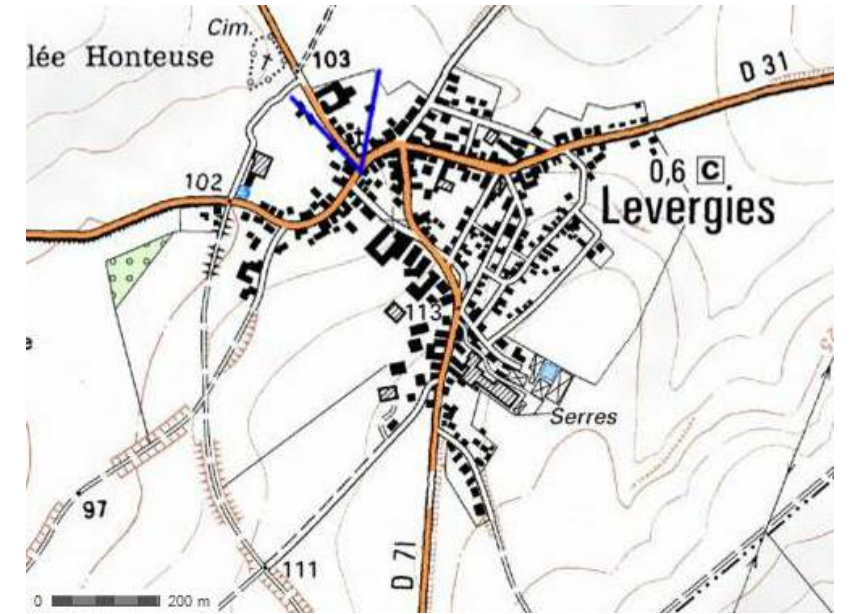 Cim.
lée Honteuse
103
D 31
102
0,6 C
Levergies
113
e
Serres
97
111
D 71
0 200 m